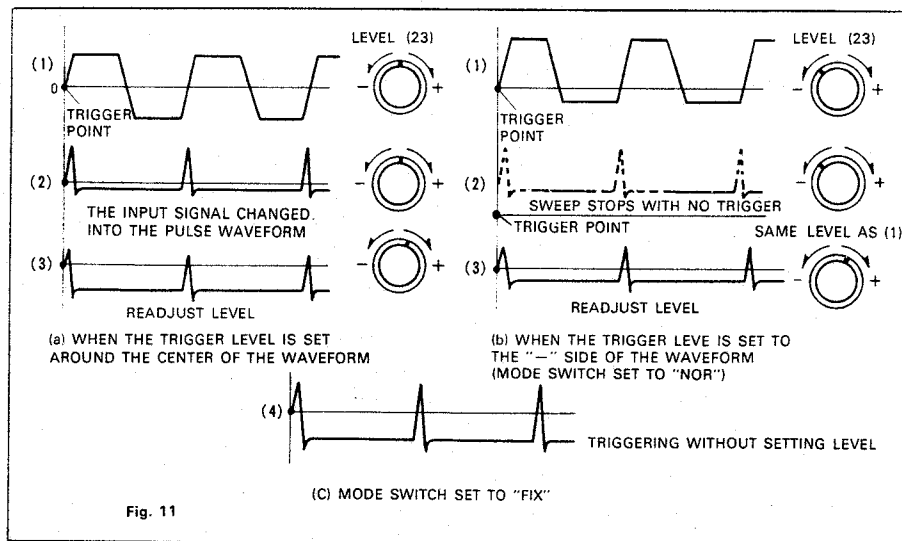 LEVEL (23)
(1)
0
− +
TRIGGER
POINT
(2)
− +
THE INPUT SIGNAL CHANGED.
INTO THE PULSE WAVEFORM
(3)
− +
READJUST LEVEL
(a) WHEN THE TRIGGER LEVEL IS SET
AROUND THE CENTER OF THE WAVEFORM
LEVEL (23)
(1)
− +
TRIGGER
POINT
(2)
− +
SWEEP STOPS WITH NO TRIGGER
TRIGGER POINT
SAME LEVEL AS (1)
(3)
− +
READJUST LEVEL
(b) WHEN THE TRIGGER LEVE IS SET TO
THE "−" SIDE OF THE WAVEFORM
(MODE SWITCH SET TO "NOR")
(4)
TRIGGERING WITHOUT SETTING LEVEL
(C) MODE SWITCH SET TO "FIX"
Fig. 11